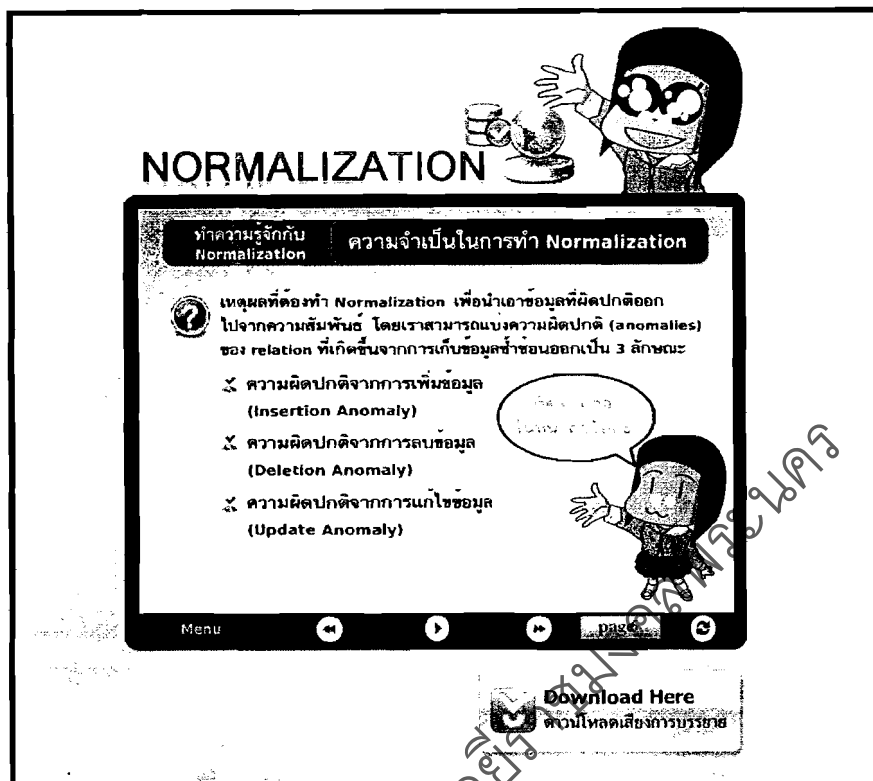 NORMALIZATION
ทำความรู้จักกับ
Normalization
ความจำเป็นในการทำ Normalization
เหตุผลที่ต้องทำ Normalization เพื่อนำเอาข้อมูลที่ผิดปกติออก
ไปจากความสัมพันธ์ โดยเราสามารถแบ่งความผิดปกติ (anomalies)
ของ relation ที่เกิดขึ้นจากการเก็บข้อมูลซ้ำซ้อนออกเป็น 3 ลักษณะ
ความผิดปกติจากการเพิ่มข้อมูล
(Insertion Anomaly)
ความผิดปกติจากการลบข้อมูล
(Deletion Anomaly)
ความผิดปกติจากการแก้ไขข้อมูล
(Update Anomaly)
Menu
page
Download Here
ดาวน์โหลดเสียงการบรรยาย